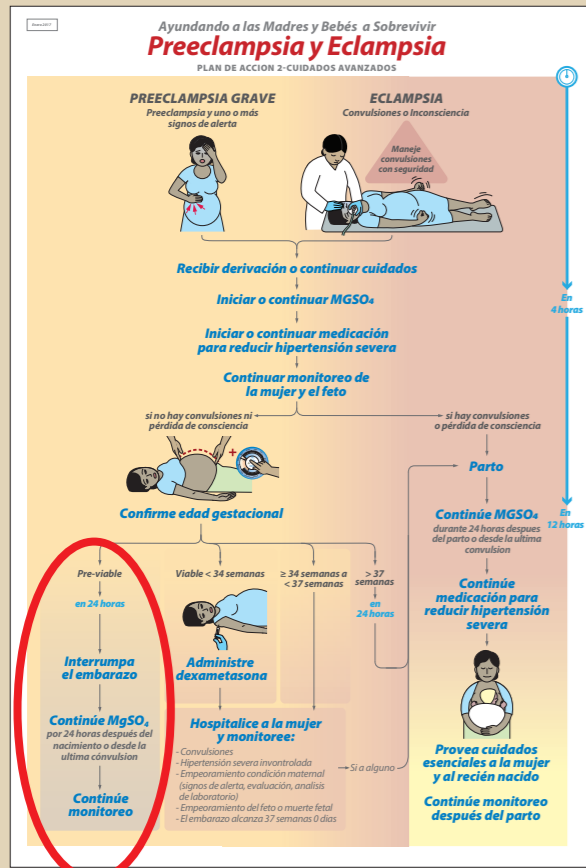 Enero 2017
Ayundando a las Madres y Bebés a Sobrevivir
Preeclampsia y Eclampsia
PLAN DE ACCION 2-CUIDADOS AVANZADOS
PREECLAMPSIA GRAVE
Preeclampsia y uno o más
signos de alerta
ECLAMPSIA
Convulsiones o Inconsciencia
Maneje
convulsiones
con seguridad
Recibir derivación o continuar cuidados
Iniciar o continuar MGSO₄
Iniciar o continuar medicación
para reducir hipertensión severa
Continuar monitoreo de
la mujer y el feto
En
4 horas
si no hay convulsiones ni
pérdida de consciencia
+
Confirme edad gestacional
Pre-viable
en 24 horas
Interrumpa
el embarazo
Continúe MgSO₄
por 24 horas después del
nacimiento o desde la
ultima cónvulsion
Continúe
monitoreo
Viable < 34 semanas
Administre
dexametasona
≥ 34 semanas a
< 37 semanas
> 37
semanas
en
24 horas
Hospitalice a la mujer
y monitoree:
- Convulsiones
- Hipertensión severa invontrolada
- Empeoramiento condición maternal
(signos de alerta, evaluación, analisis
de laboratorio)
- Empeoramiento del feto o muerte fetal
- El embarazo alcanza 37 semanas 0 dias
Si a alguno
si hay convulsiones
o pérdida de consciencia
Parto
En
12 horas
Continúe MGSO₄
durante 24 horas despues
del parto o desde la ultima
convulsion
Continúe
medicación para
reducir hipertensión
severa
Provea cuidados
esenciales a la mujer
y al recién nacido
Continúe monitoreo
después del parto